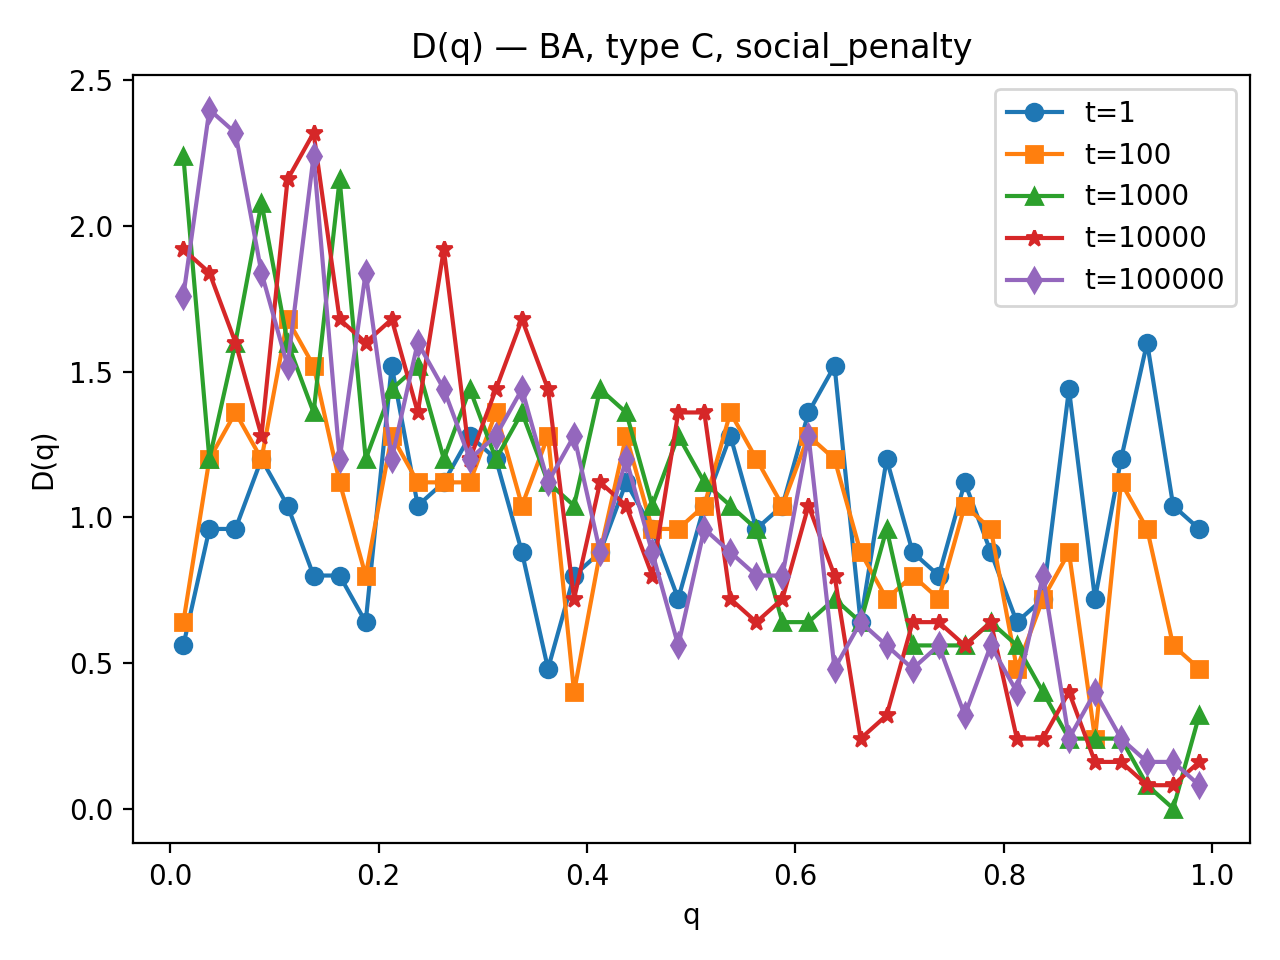 D(q) — BA, type C, social_penalty
2.5
2.0
1.5
1.0
0.5
0.0
D(q)
0.0
0.2
0.4
0.6
0.8
1.0
q
t=1
t=100
t=1000
t=10000
t=100000